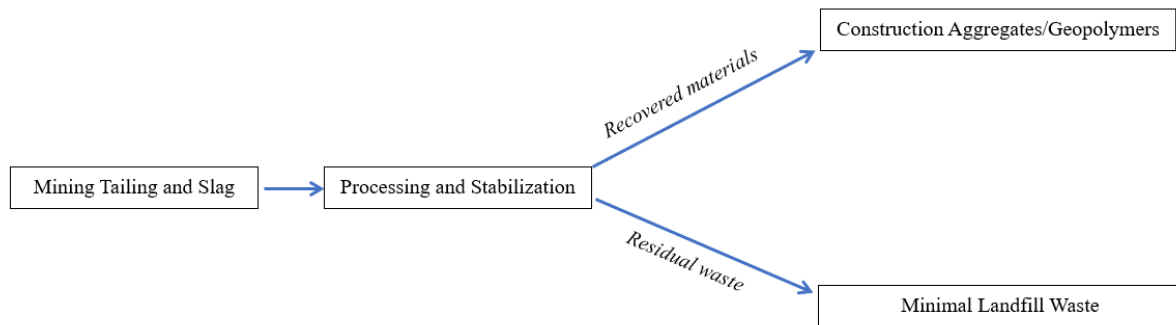 Construction Aggregates/Geopolymers
Recovered materials
Mining Tailing and Slag
Processing and Stabilization
Residual waste
Minimal Landfill Waste